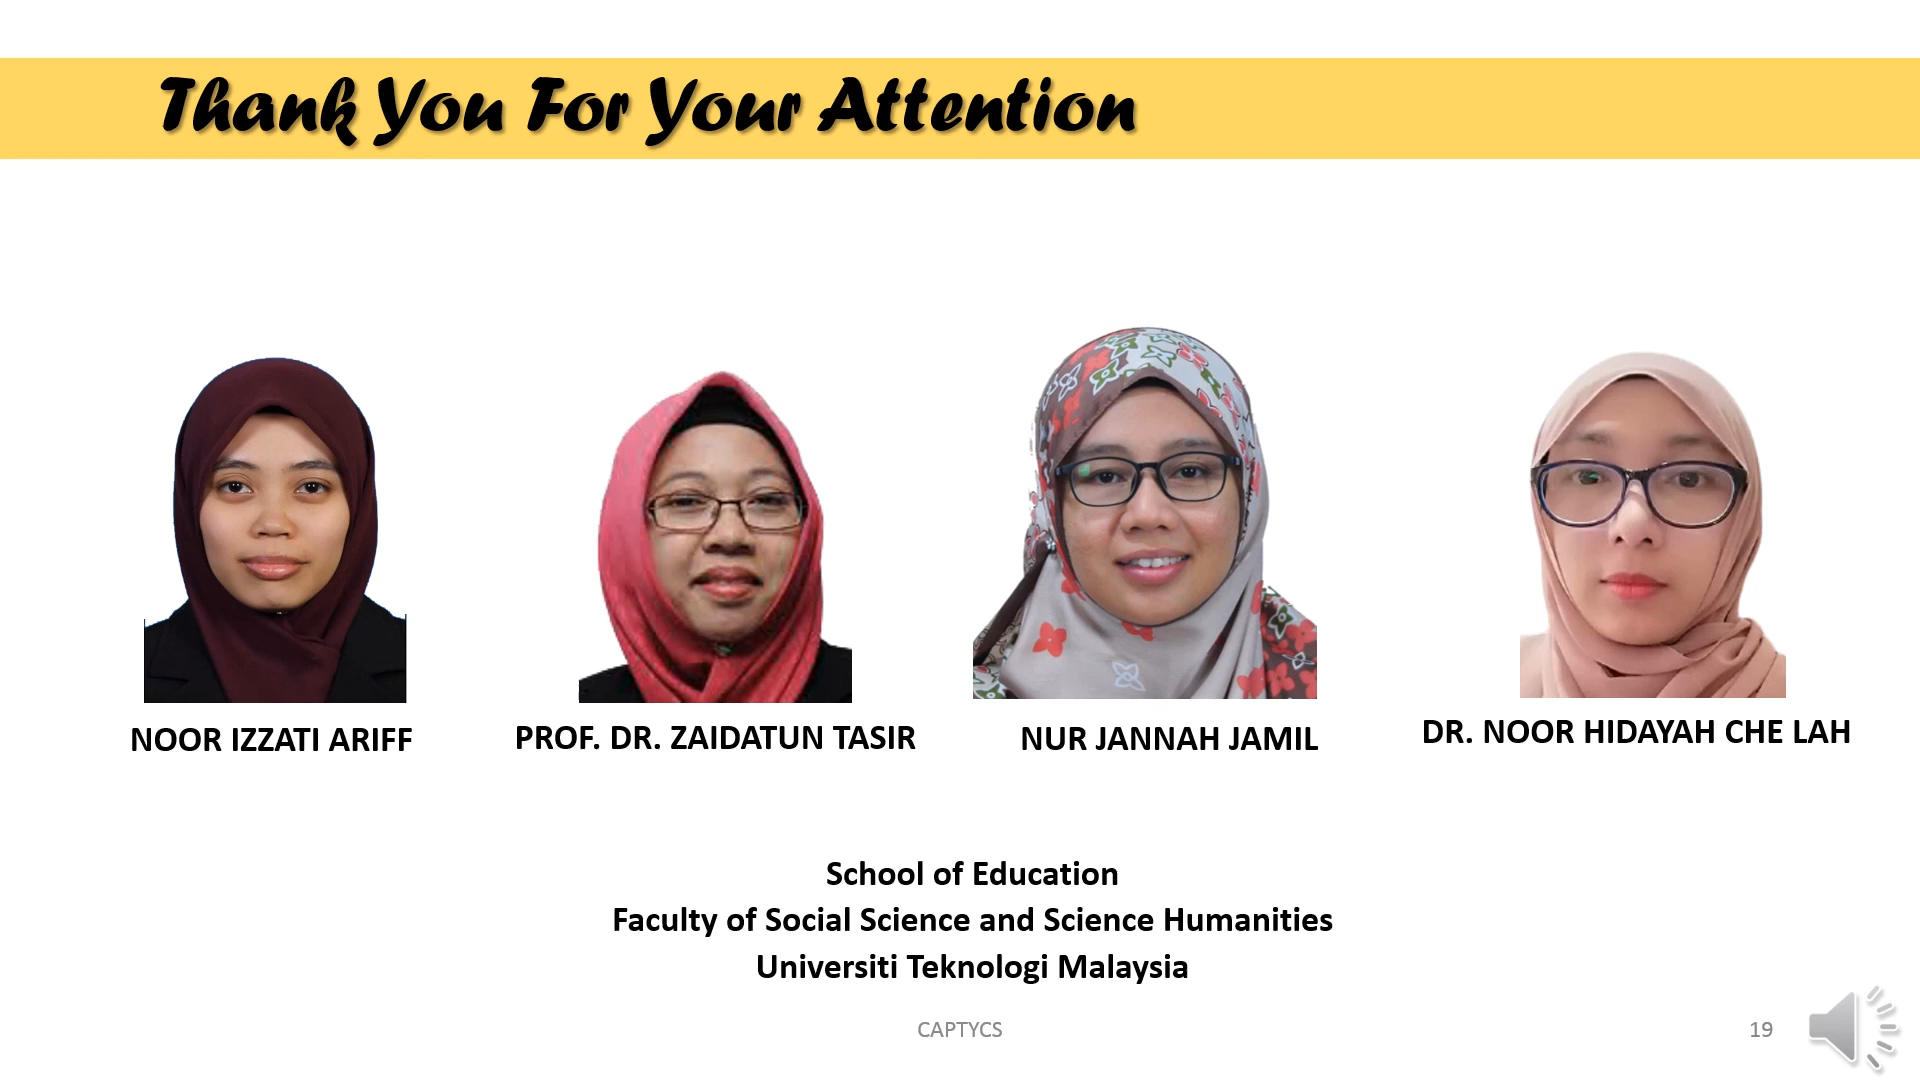 Thank You For Your Attention
NOOR IZZATI ARIFF
PROF. DR. ZAIDATUN TASIR
NUR JANNAH JAMIL
DR. NOOR HIDAYAH CHE LAH
School of Education
Faculty of Social Science and Science Humanities
Universiti Teknologi Malaysia
CAPTYCS
19